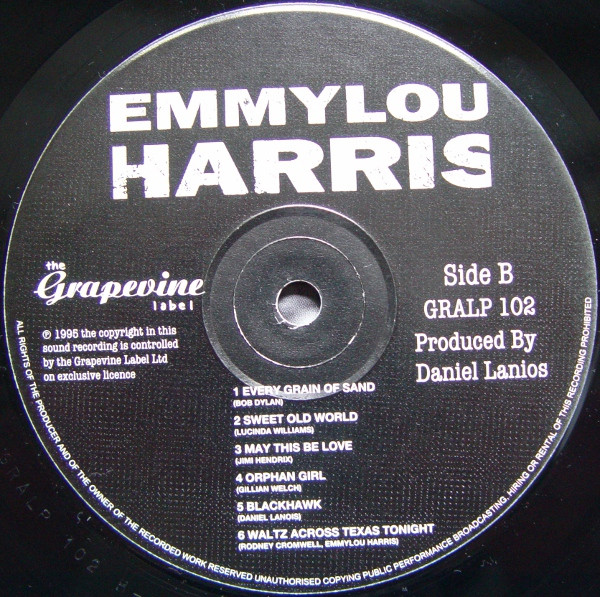 EMMYLOU
HARRIS
the
Grapevine
label
℗ 1995 the copyright in this
sound recording is controlled
by the Grapevine Label Ltd
on exclusive licence
Side B
GRALP 102
Produced By
Daniel Lanios
1 EVERY GRAIN OF SAND
(BOB DYLAN)
2 SWEET OLD WORLD
(LUCINDA WILLIAMS)
3 MAY THIS BE LOVE
(JIMI HENDRIX)
4 ORPHAN GIRL
(GILLIAN WELCH)
5 BLACKHAWK
(DANIEL LANOIS)
6 WALTZ ACROSS TEXAS TONIGHT
(RODNEY CROMWELL, EMMYLOU HARRIS)
ALL RIGHTS OF THE PRODUCER AND OF THE OWNER OF THE RECORDED WORK RESERVED UNAUTHORISED COPYING PUBLIC PERFORMANCE BROADCASTING, HIRING OR RENTAL OF THIS RECORDING PROHIBITED